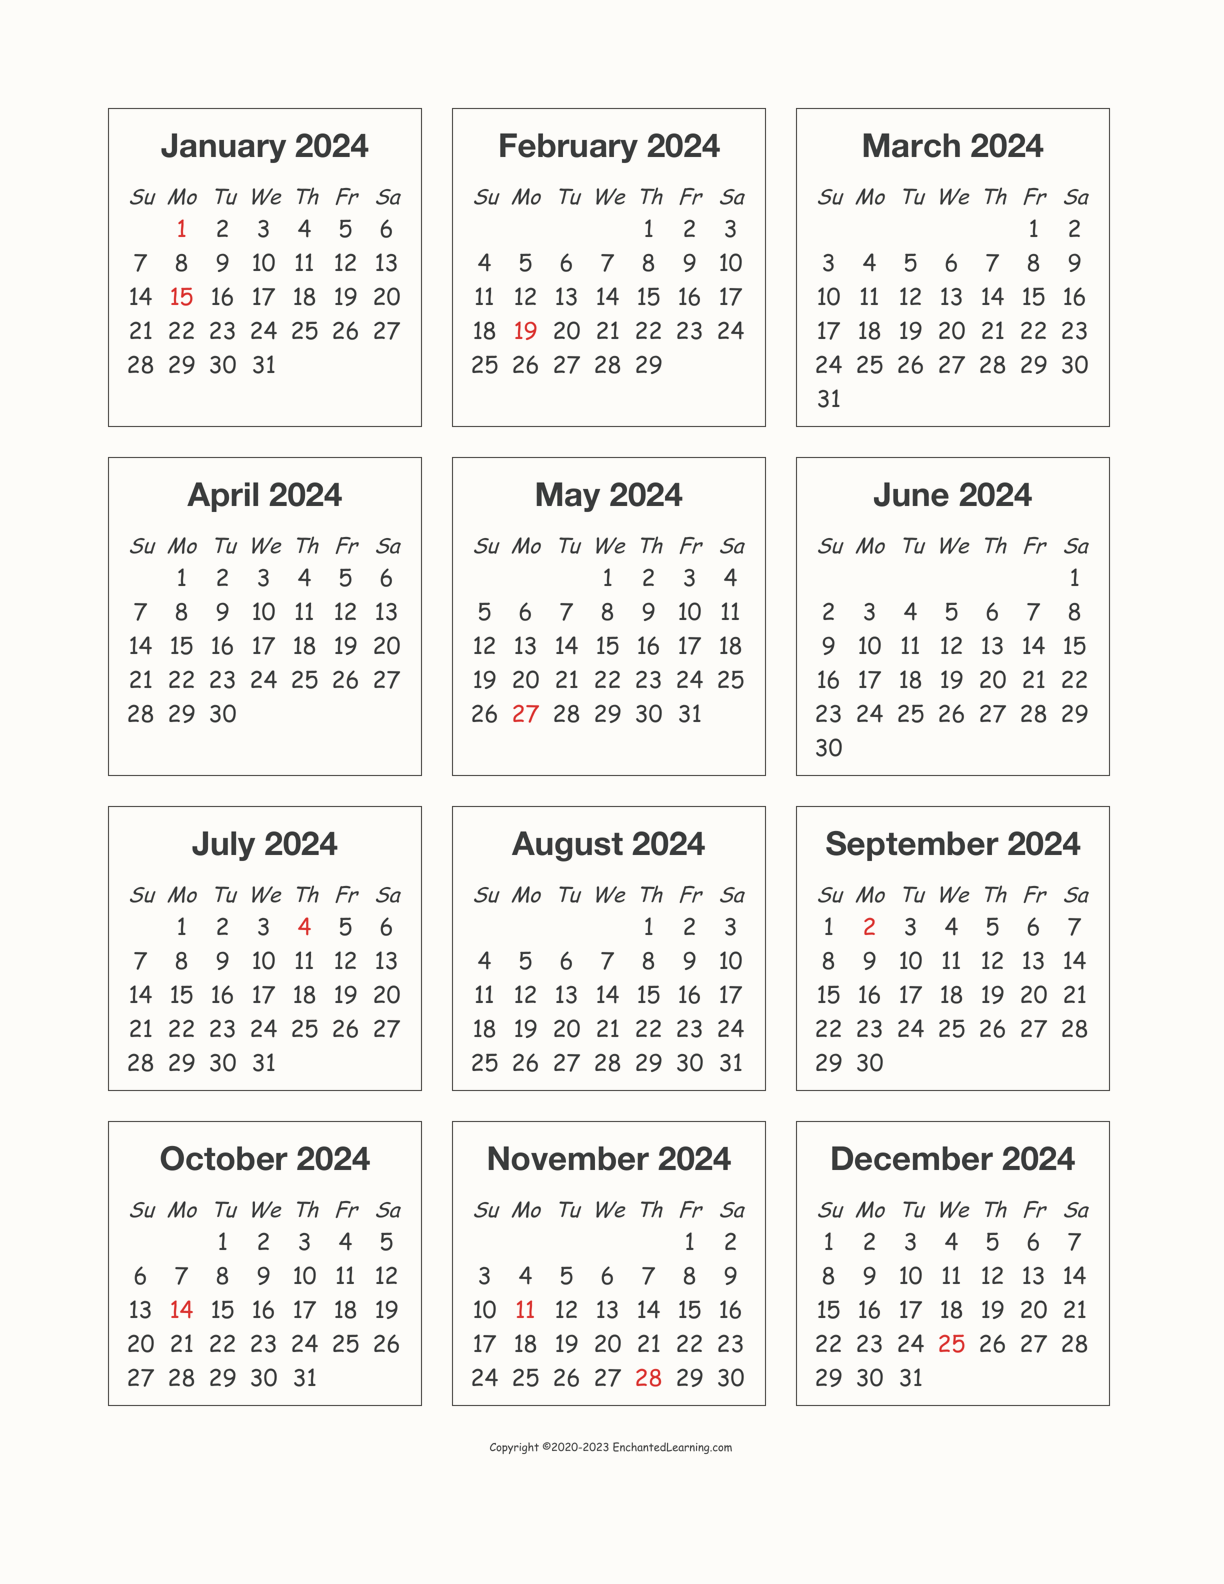 January 2024
Su Mo Tu We Th Fr Sa
1 2 3 4 5 6
7 8 9 10 11 12 13
14 15 16 17 18 19 20
21 22 23 24 25 26 27
28 29 30 31
February 2024
Su Mo Tu We Th Fr Sa
1 2 3
4 5 6 7 8 9 10
11 12 13 14 15 16 17
18 19 20 21 22 23 24
25 26 27 28 29
March 2024
Su Mo Tu We Th Fr Sa
1 2
3 4 5 6 7 8 9
10 11 12 13 14 15 16
17 18 19 20 21 22 23
24 25 26 27 28 29 30
31
April 2024
Su Mo Tu We Th Fr Sa
1 2 3 4 5 6
7 8 9 10 11 12 13
14 15 16 17 18 19 20
21 22 23 24 25 26 27
28 29 30
May 2024
Su Mo Tu We Th Fr Sa
1 2 3 4
5 6 7 8 9 10 11
12 13 14 15 16 17 18
19 20 21 22 23 24 25
26 27 28 29 30 31
June 2024
Su Mo Tu We Th Fr Sa
1
2 3 4 5 6 7 8
9 10 11 12 13 14 15
16 17 18 19 20 21 22
23 24 25 26 27 28 29
30
July 2024
Su Mo Tu We Th Fr Sa
1 2 3 4 5 6
7 8 9 10 11 12 13
14 15 16 17 18 19 20
21 22 23 24 25 26 27
28 29 30 31
August 2024
Su Mo Tu We Th Fr Sa
1 2 3
4 5 6 7 8 9 10
11 12 13 14 15 16 17
18 19 20 21 22 23 24
25 26 27 28 29 30 31
September 2024
Su Mo Tu We Th Fr Sa
1 2 3 4 5 6 7
8 9 10 11 12 13 14
15 16 17 18 19 20 21
22 23 24 25 26 27 28
29 30
October 2024
Su Mo Tu We Th Fr Sa
1 2 3 4 5
6 7 8 9 10 11 12
13 14 15 16 17 18 19
20 21 22 23 24 25 26
27 28 29 30 31
November 2024
Su Mo Tu We Th Fr Sa
1 2
3 4 5 6 7 8 9
10 11 12 13 14 15 16
17 18 19 20 21 22 23
24 25 26 27 28 29 30
December 2024
Su Mo Tu We Th Fr Sa
1 2 3 4 5 6 7
8 9 10 11 12 13 14
15 16 17 18 19 20 21
22 23 24 25 26 27 28
29 30 31
Copyright ©2020-2023 EnchantedLearning.com